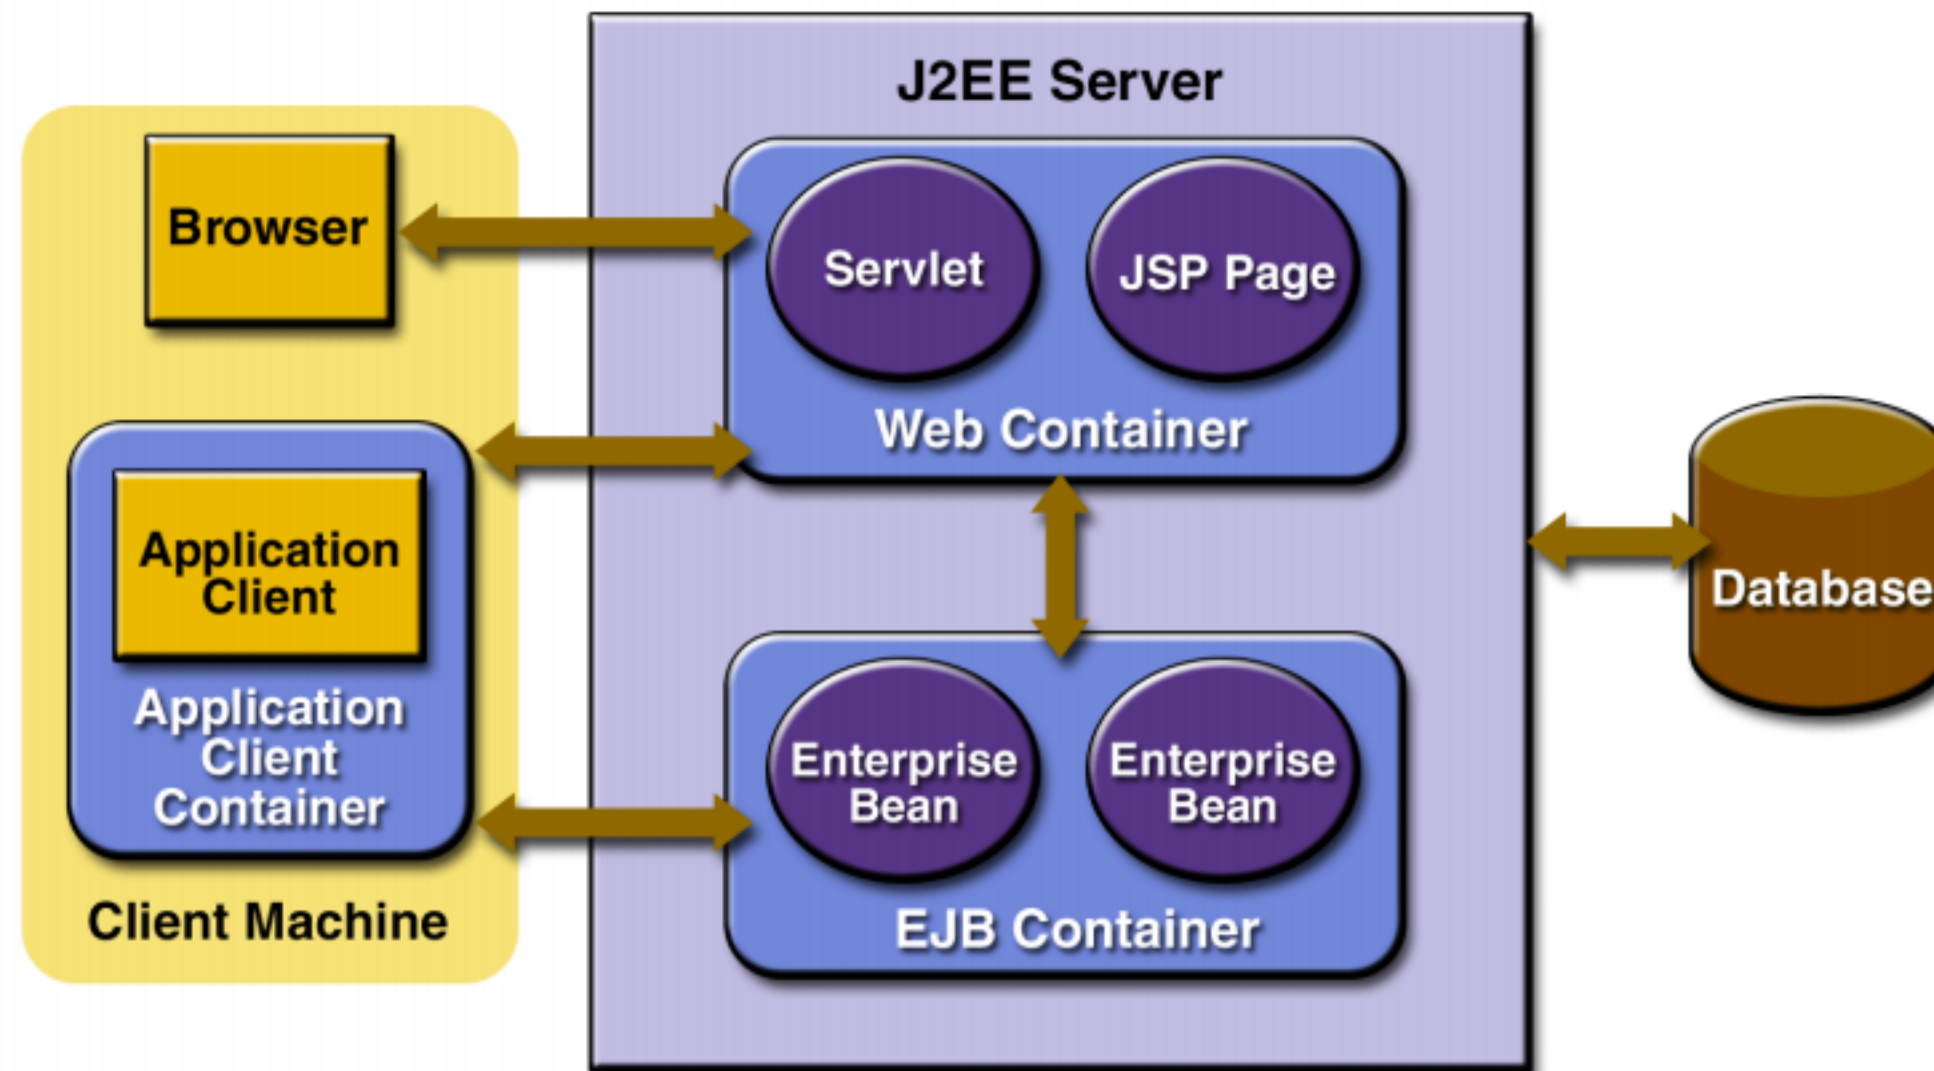 J2EE Server
Browser
Servlet
JSP Page
Web Container
Application
Client
Application
Client
Container
Client Machine
Enterprise
Bean
Enterprise
Bean
EJB Container
Database